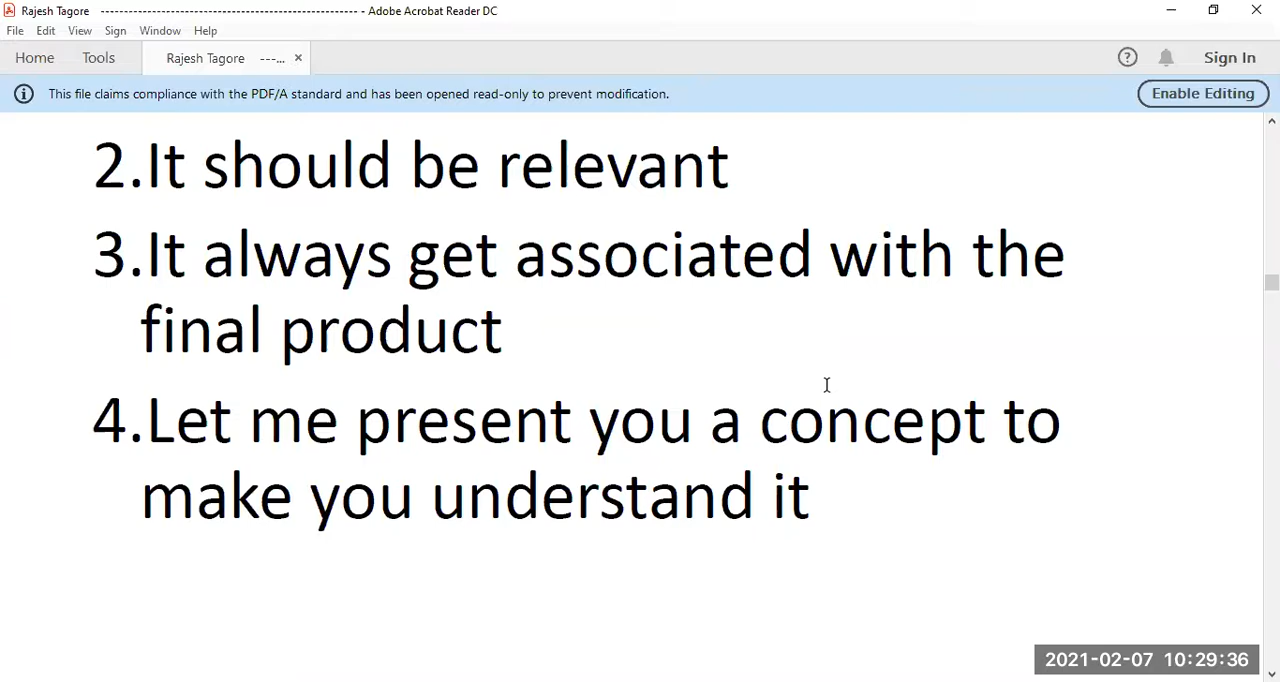 Rajesh Tagore ------------------------------------------------ - Adobe Acrobat Reader DC
File Edit View Sign Window Help
Home Tools Rajesh Tagore ---... × Sign In
This file claims compliance with the PDF/A standard and has been opened read-only to prevent modification. Enable Editing
2.It should be relevant
3.It always get associated with the
final product
4.Let me present you a concept to
make you understand it
2021-02-07 10:29:36